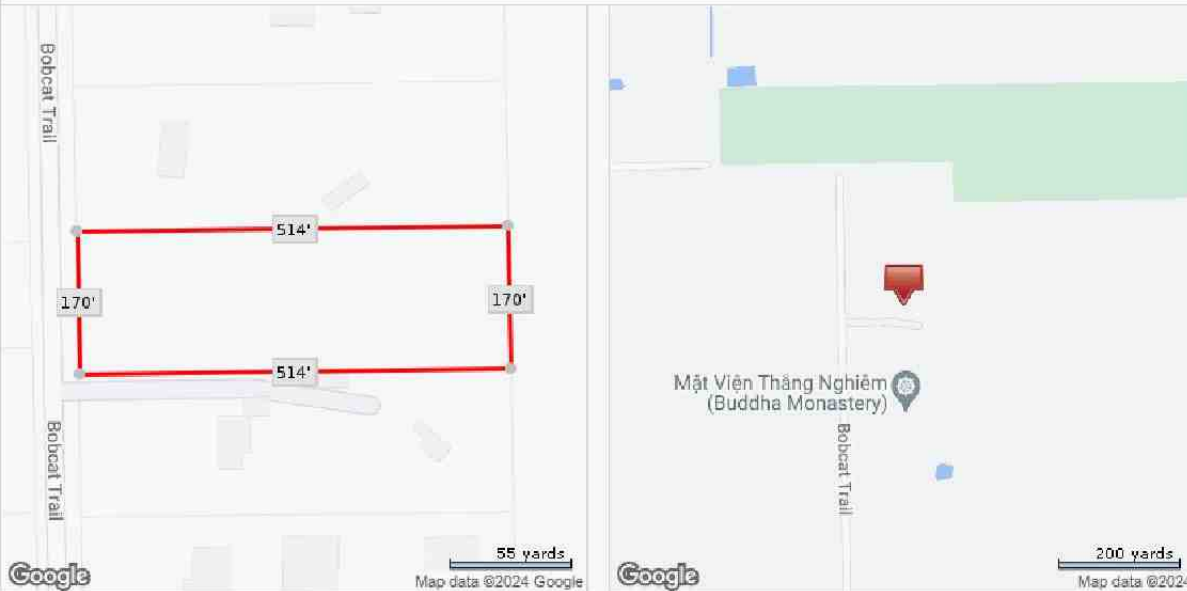 Bobcat Trail
514'
170'
170'
514'
Bobcat Trail
55 yards
Google
Map data ©2024 Google
Mật Viện Thắng Nghiêm
(Buddha Monastery)
Bobcat Trail
200 yards
Google
Map data ©2024